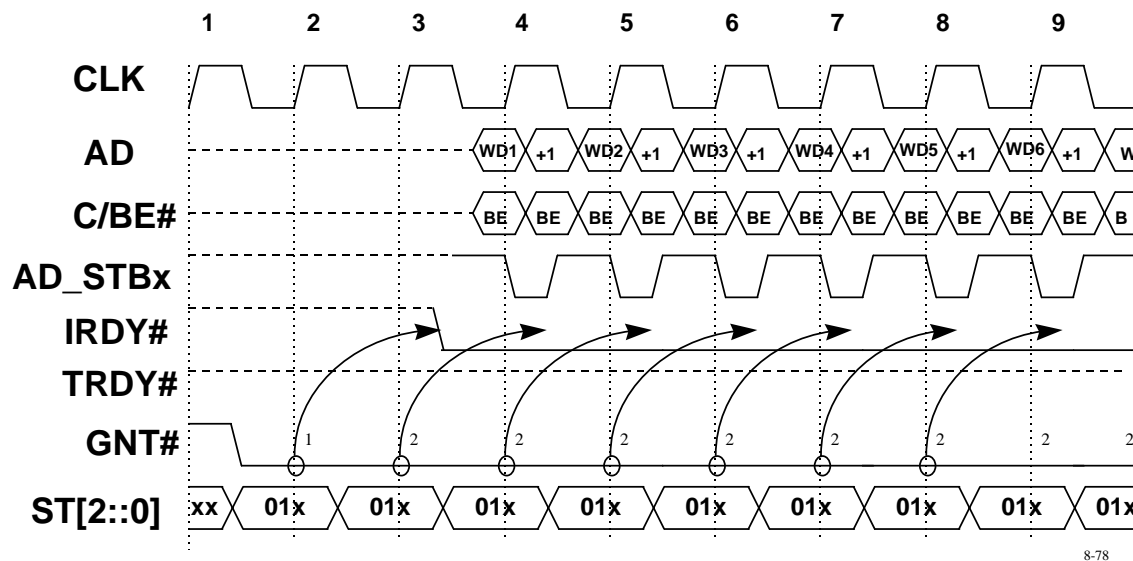 1 2 3 4 5 6 7 8 9
CLK
AD WD1 +1 WD2 +1 WD3 +1 WD4 +1 WD5 +1 WD6 +1 W
C/BE# BE BE BE BE BE BE BE BE BE BE BE BE B
AD_STBx
IRDY#
TRDY#
GNT# 1 2 2 2 2 2 2 2 2
ST[2::0] xx 01x 01x 01x 01x 01x 01x 01x 01x 01x
8-78